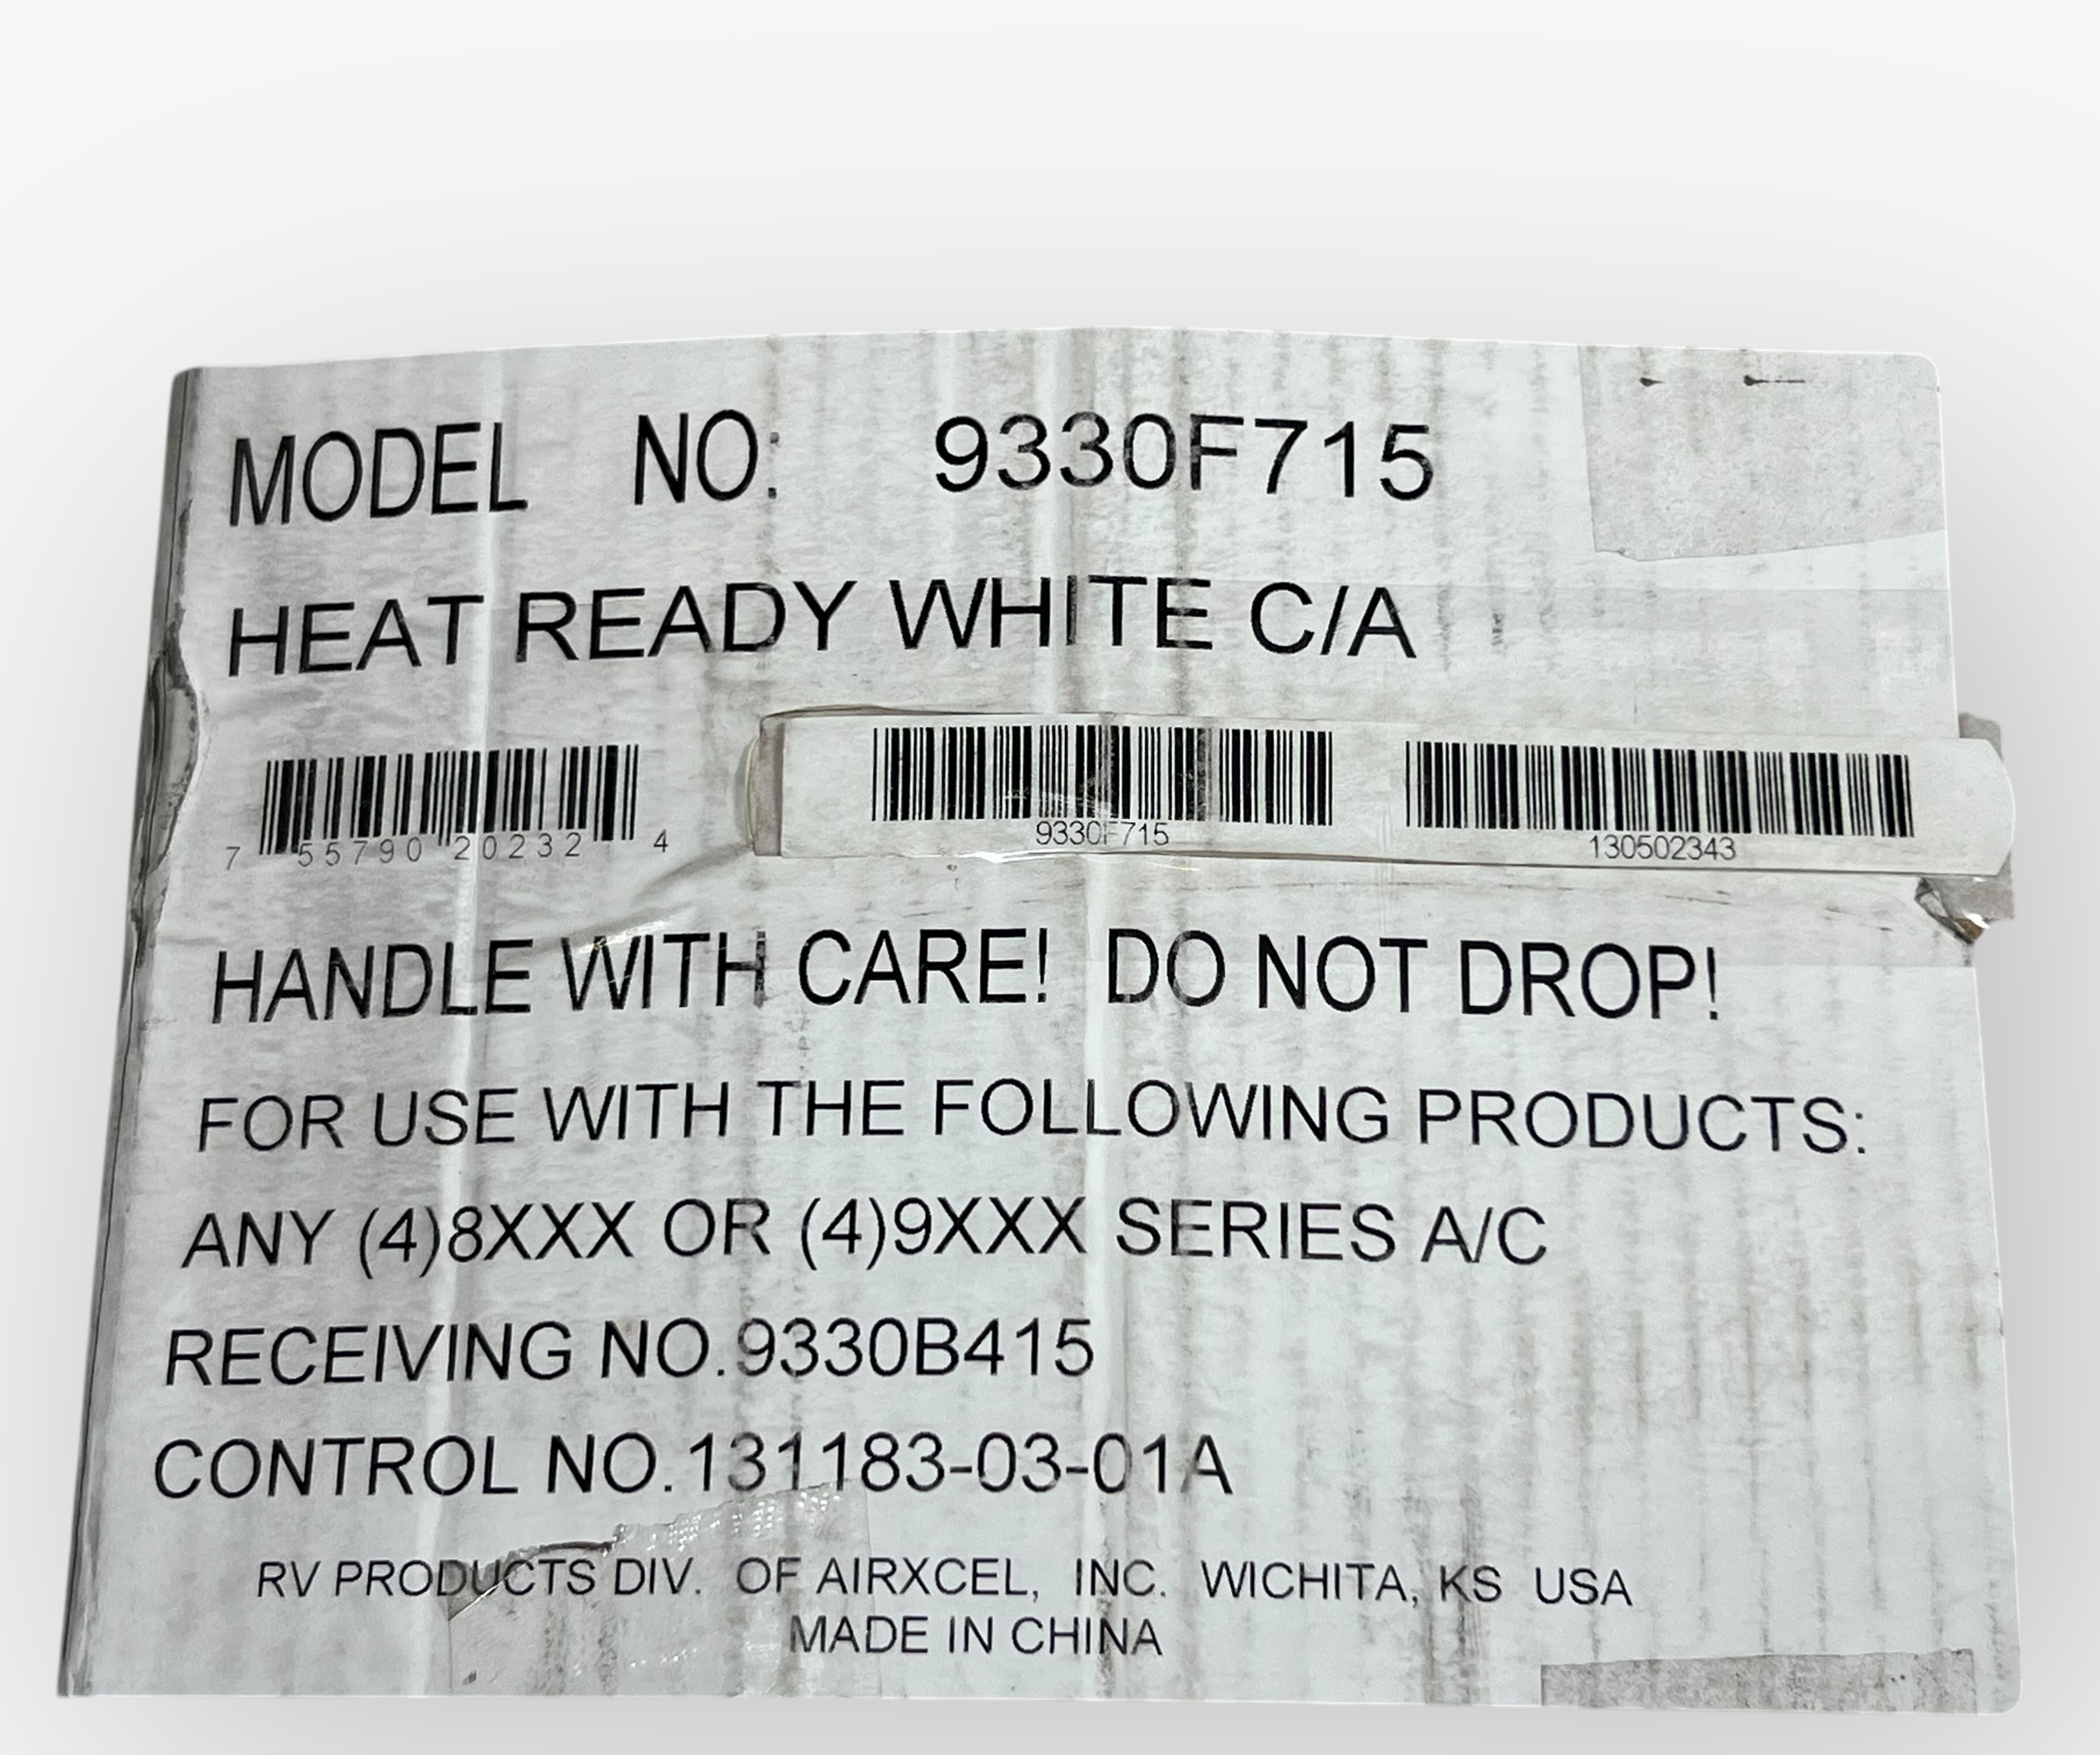 MODEL NO: 9330F715
HEAT READY WHITE C/A
7 55790 20232 4
9330F715
130502343
HANDLE WITH CARE! DO NOT DROP!
FOR USE WITH THE FOLLOWING PRODUCTS:
ANY (4)8XXX OR (4)9XXX SERIES A/C
RECEIVING NO.9330B415
CONTROL NO.131183-03-01A
RV PRODUCTS DIV. OF AIRXCEL, INC. WICHITA, KS USA
MADE IN CHINA